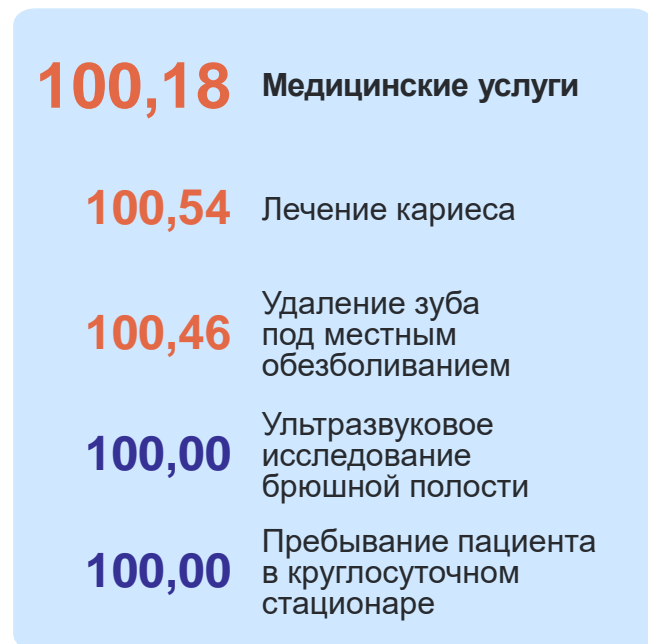 100,18 Медицинские услуги
100,54 Лечение кариеса
Удаление зуба
100,46 под местным
обезболиванием
Ультразвуковое
100,00 исследование
брюшной полости
Пребывание пациента
100,00 в круглосуточном
стационаре